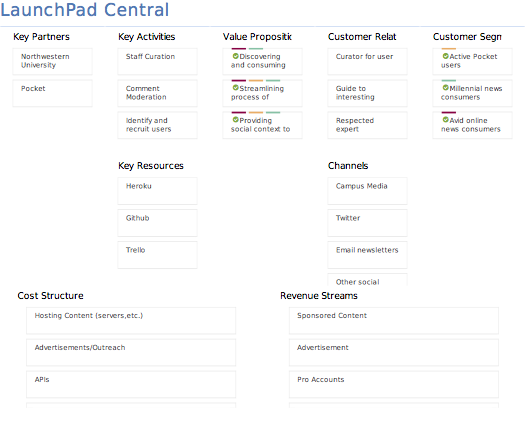 LaunchPad Central
Key Partners
Northwestern
University
Pocket
Key Activities
Staff Curation
Comment
Moderation
Identify and
recruit users
Value Propositic
Discovering
and consuming
Streamlining
process of
Providing
social context to
Customer Relat
Curator for user
Guide to
interesting
Respected
expert
Customer Segm
Active Pocket
users
Millennial news
consumers
Avid online
news consumers
Key Resources
Heroku
Github
Trello
Channels
Campus Media
Twitter
Email newsletters
Other social
Cost Structure
Hosting Content (servers,etc.)
Advertisements/Outreach
APIs
Revenue Streams
Sponsored Content
Advertisement
Pro Accounts